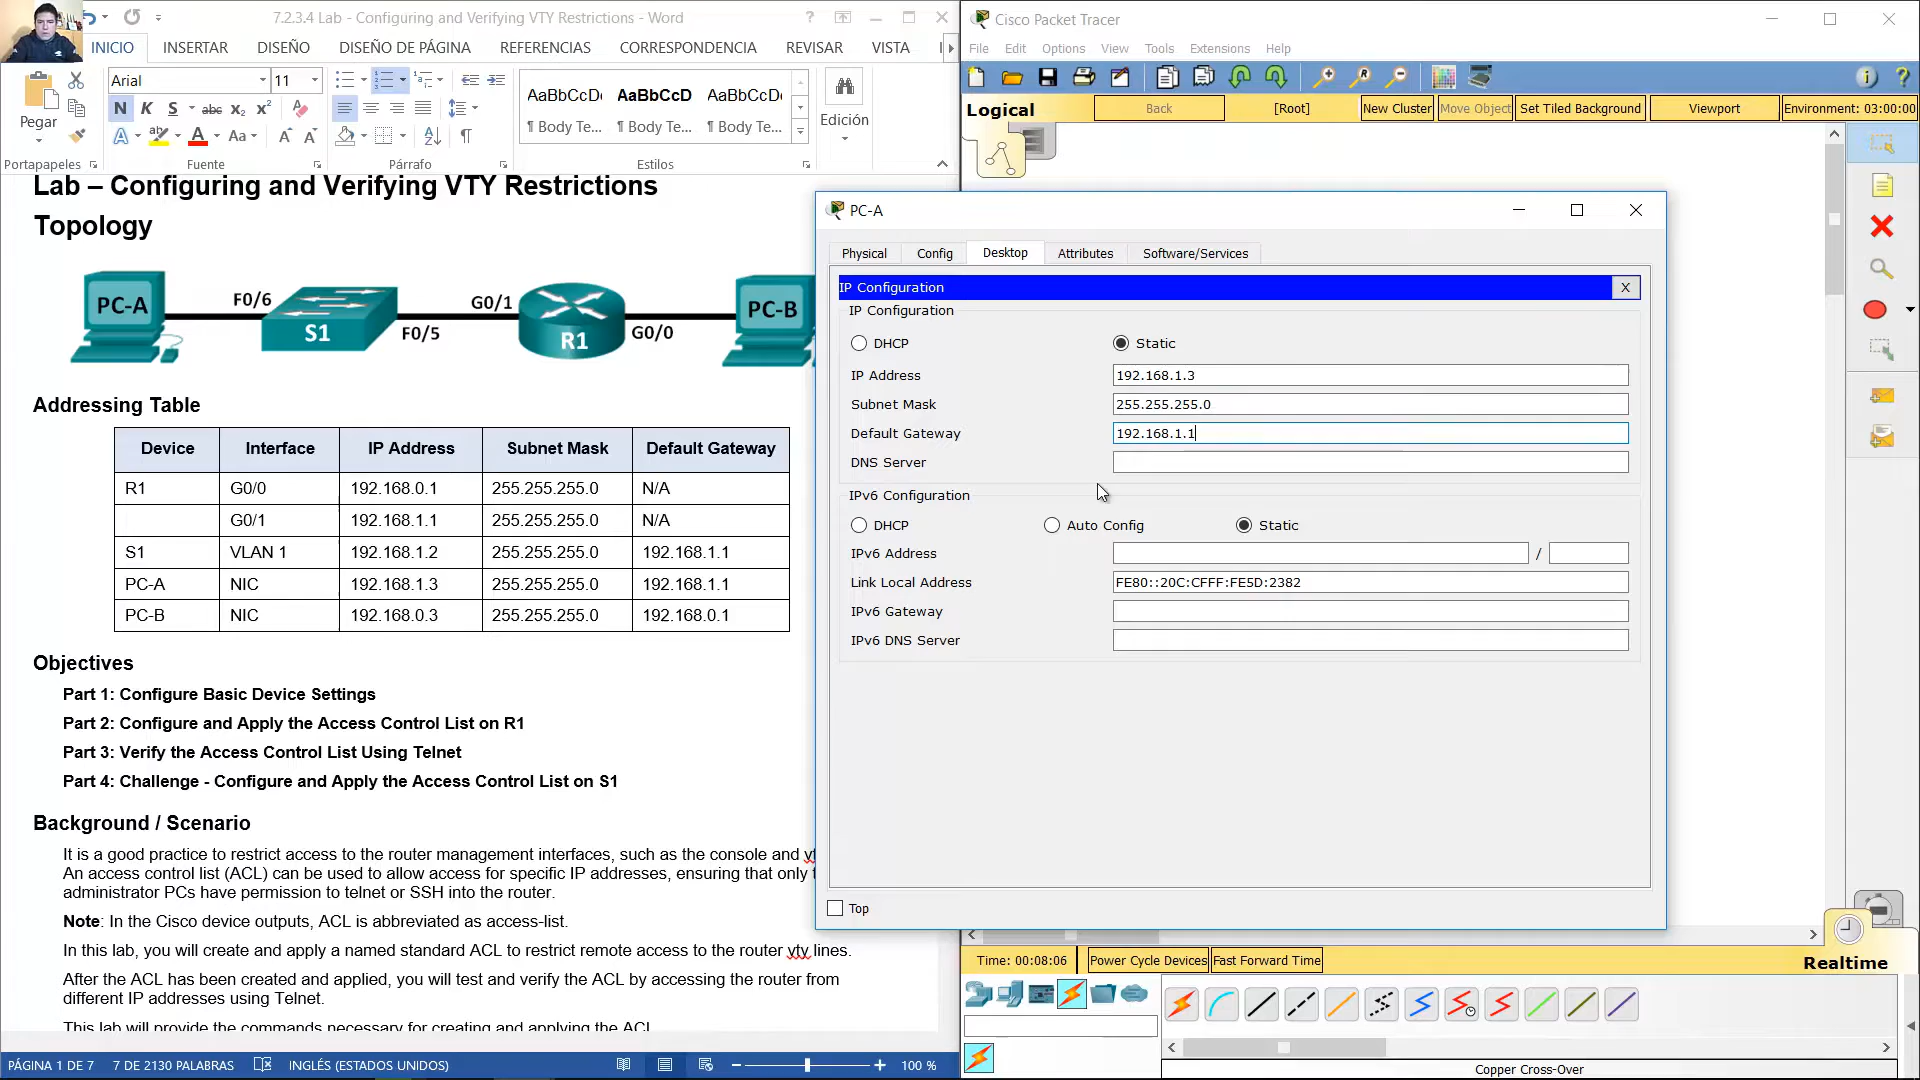 7.2.3.4 Lab - Configuring and Verifying VTY Restrictions - Word
INICIO
INSERTAR
DISEÑO
DISEÑO DE PÁGINA
REFERENCIAS
CORRESPONDENCIA
REVISAR
VISTA
Pegar
Arial
11
N K S abc x₂ x²
A A Aa A A
AaBbCcD
¶ Body Te...
AaBbCcD
¶ Body Te...
AaBbCcD
¶ Body Te...
Edición
Portapapeles
Fuente
Párrafo
Estilos
Lab – Configuring and Verifying VTY Restrictions
Topology
PC-A
F0/6
S1
F0/5
G0/1
R1
G0/0
PC-B
Addressing Table
Device Interface IP Address Subnet Mask Default Gateway
R1 G0/0 192.168.0.1 255.255.255.0 N/A
G0/1 192.168.1.1 255.255.255.0 N/A
S1 VLAN 1 192.168.1.2 255.255.255.0 192.168.1.1
PC-A NIC 192.168.1.3 255.255.255.0 192.168.1.1
PC-B NIC 192.168.0.3 255.255.255.0 192.168.0.1
Objectives
Part 1: Configure Basic Device Settings
Part 2: Configure and Apply the Access Control List on R1
Part 3: Verify the Access Control List Using Telnet
Part 4: Challenge - Configure and Apply the Access Control List on S1
Background / Scenario
It is a good practice to restrict access to the router management interfaces, such as the console and
An access control list (ACL) can be used to allow access for specific IP addresses, ensuring that only
administrator PCs have permission to telnet or SSH into the router.
Note: In the Cisco device outputs, ACL is abbreviated as access-list.
In this lab, you will create and apply a named standard ACL to restrict remote access to the router vty lines.
After the ACL has been created and applied, you will test and verify the ACL by accessing the router from
different IP addresses using Telnet.
This lab will provide the commands necessary for creating and applying the ACL
PÁGINA 1 DE 7
7 DE 2130 PALABRAS
INGLÉS (ESTADOS UNIDOS)
100 %
Cisco Packet Tracer
File Edit Options View Tools Extensions Help
Logical
Back
[Root]
New Cluster
Move Object
Set Tiled Background
Viewport
Environment: 03:00:00
PC-A
Physical
Config
Desktop
Attributes
Software/Services
IP Configuration
X
IP Configuration
DHCP
Static
IP Address 192.168.1.3
Subnet Mask 255.255.255.0
Default Gateway 192.168.1.1
DNS Server
IPv6 Configuration
DHCP
Auto Config
Static
IPv6 Address /
Link Local Address FE80::20C:CFFF:FE5D:2382
IPv6 Gateway
IPv6 DNS Server
Top
Time: 00:08:06
Power Cycle Devices
Fast Forward Time
Realtime
Copper Cross-Over